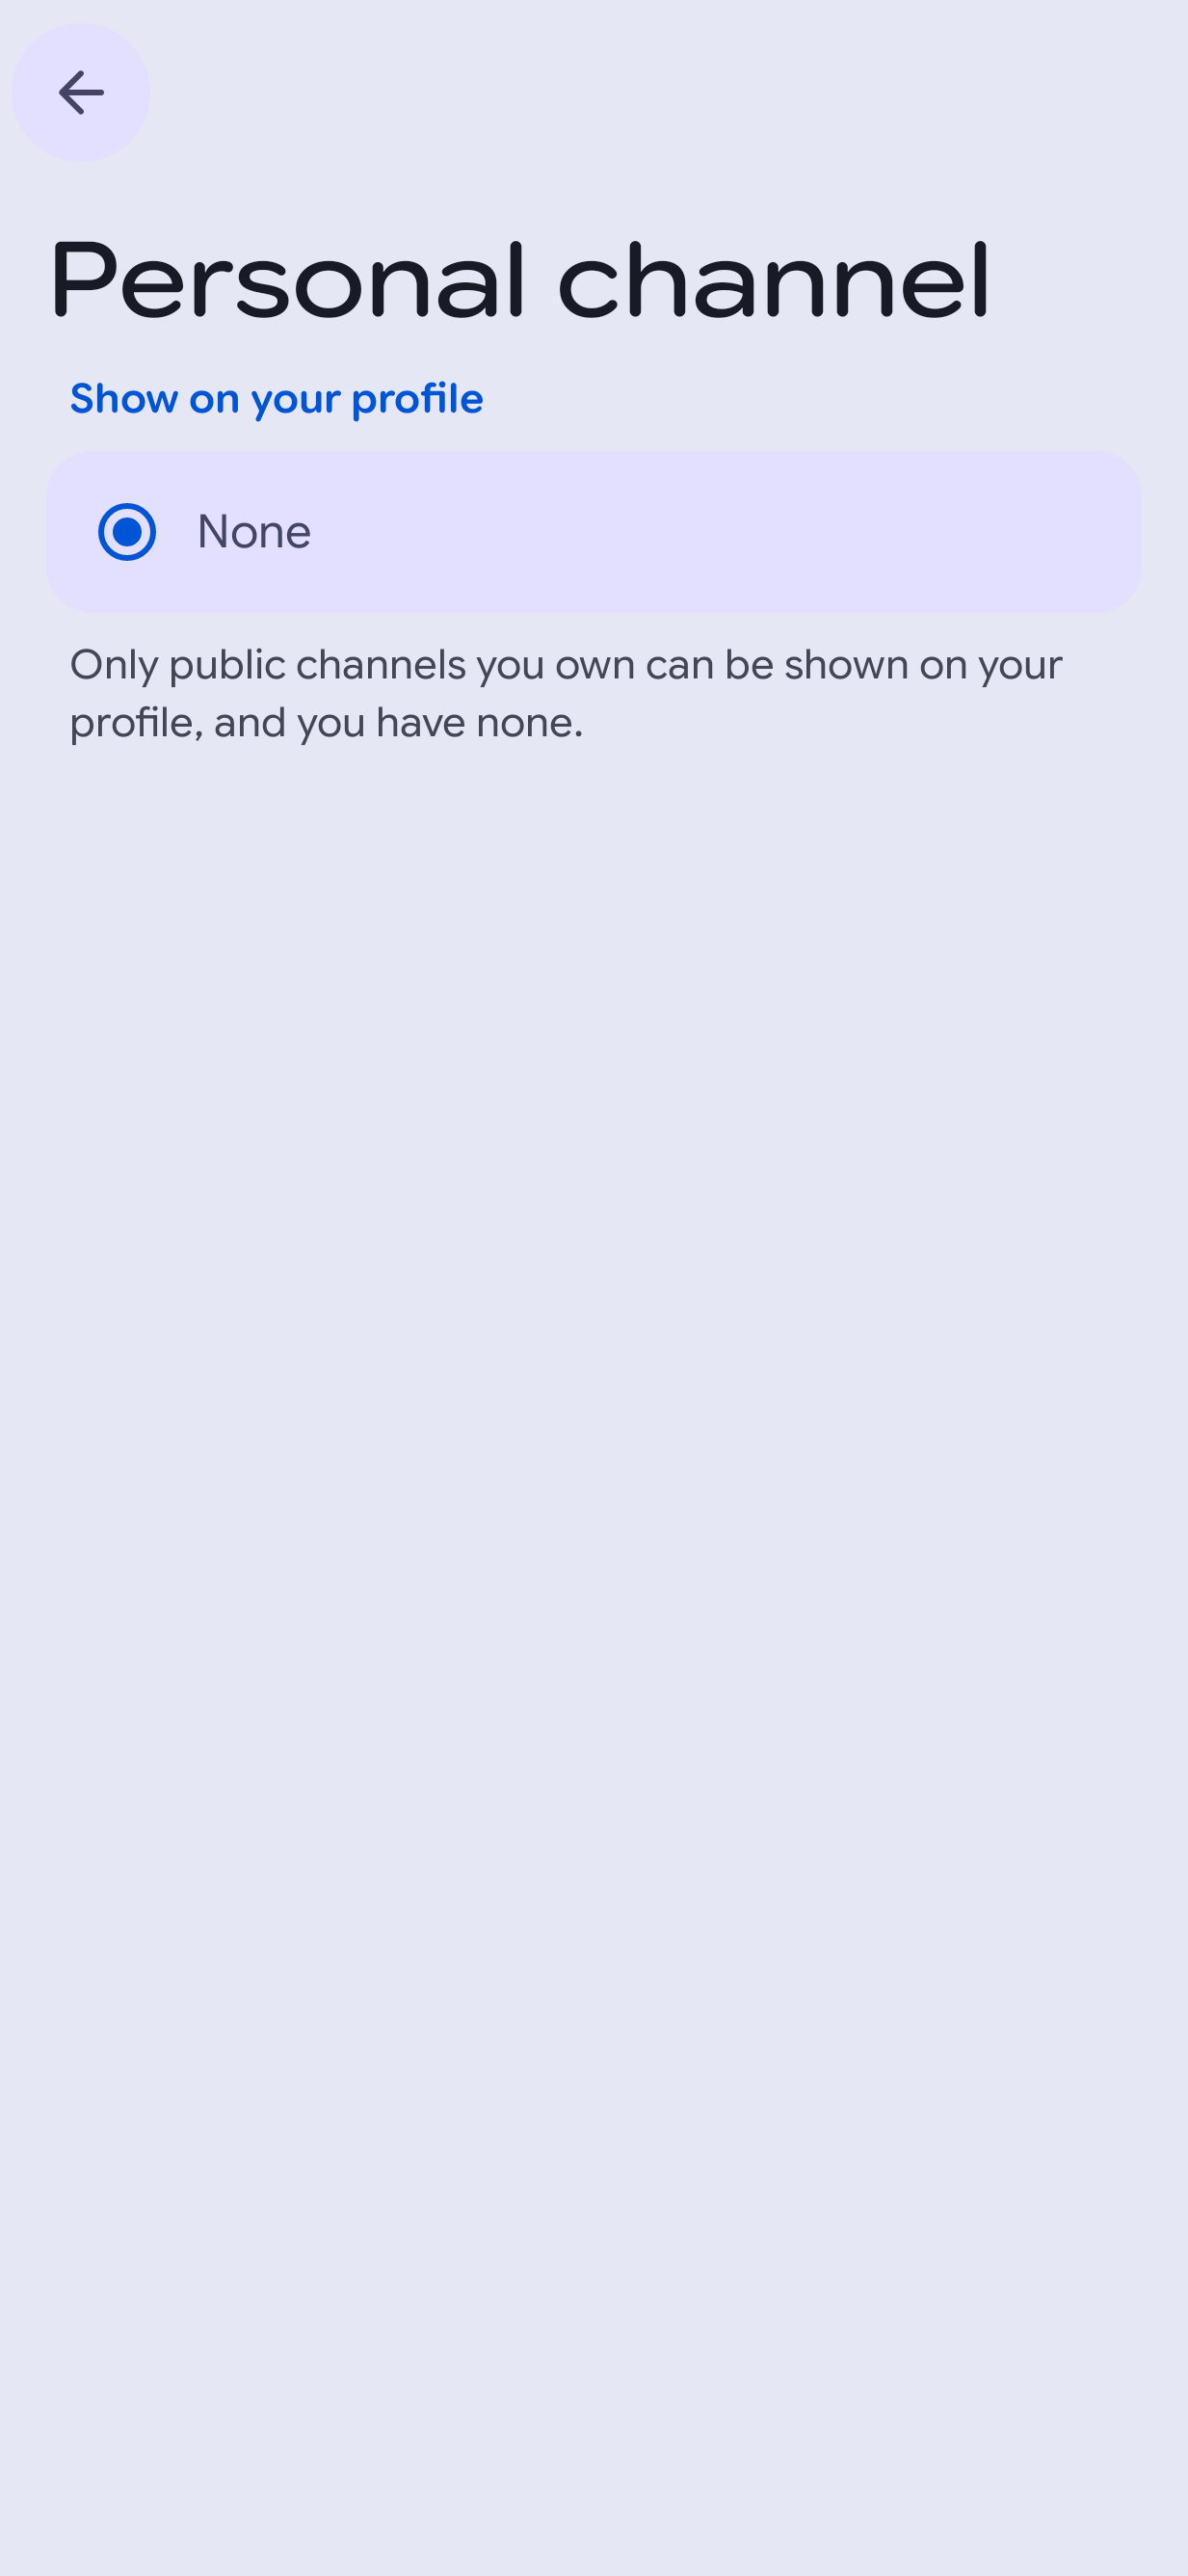 Personal channel
Show on your profile
None
Only public channels you own can be shown on your
profile, and you have none.